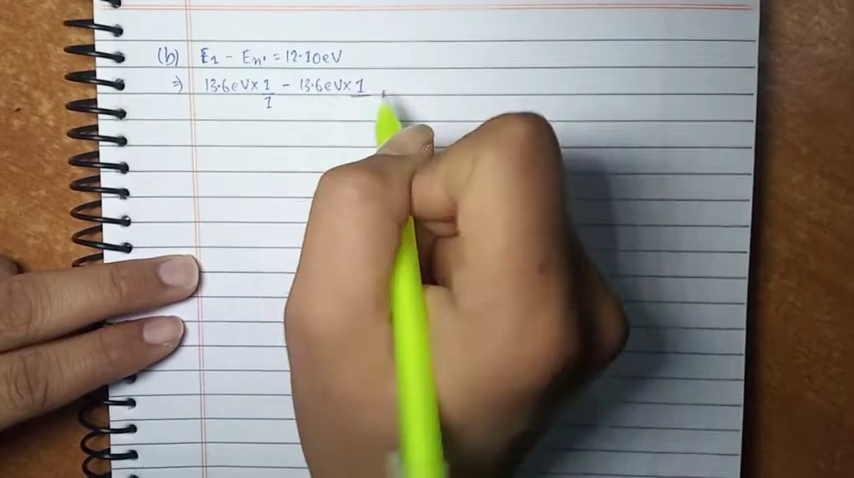 (b) E₁ - Eₙ' = 12.10eV
⇒) 13.6eV × 1/1 - 13.6eV × 1